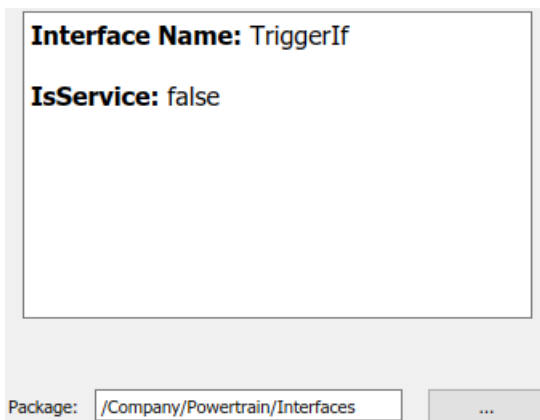 Interface Name: TriggerIf
IsService: false
Package: /Company/Powertrain/Interfaces ...